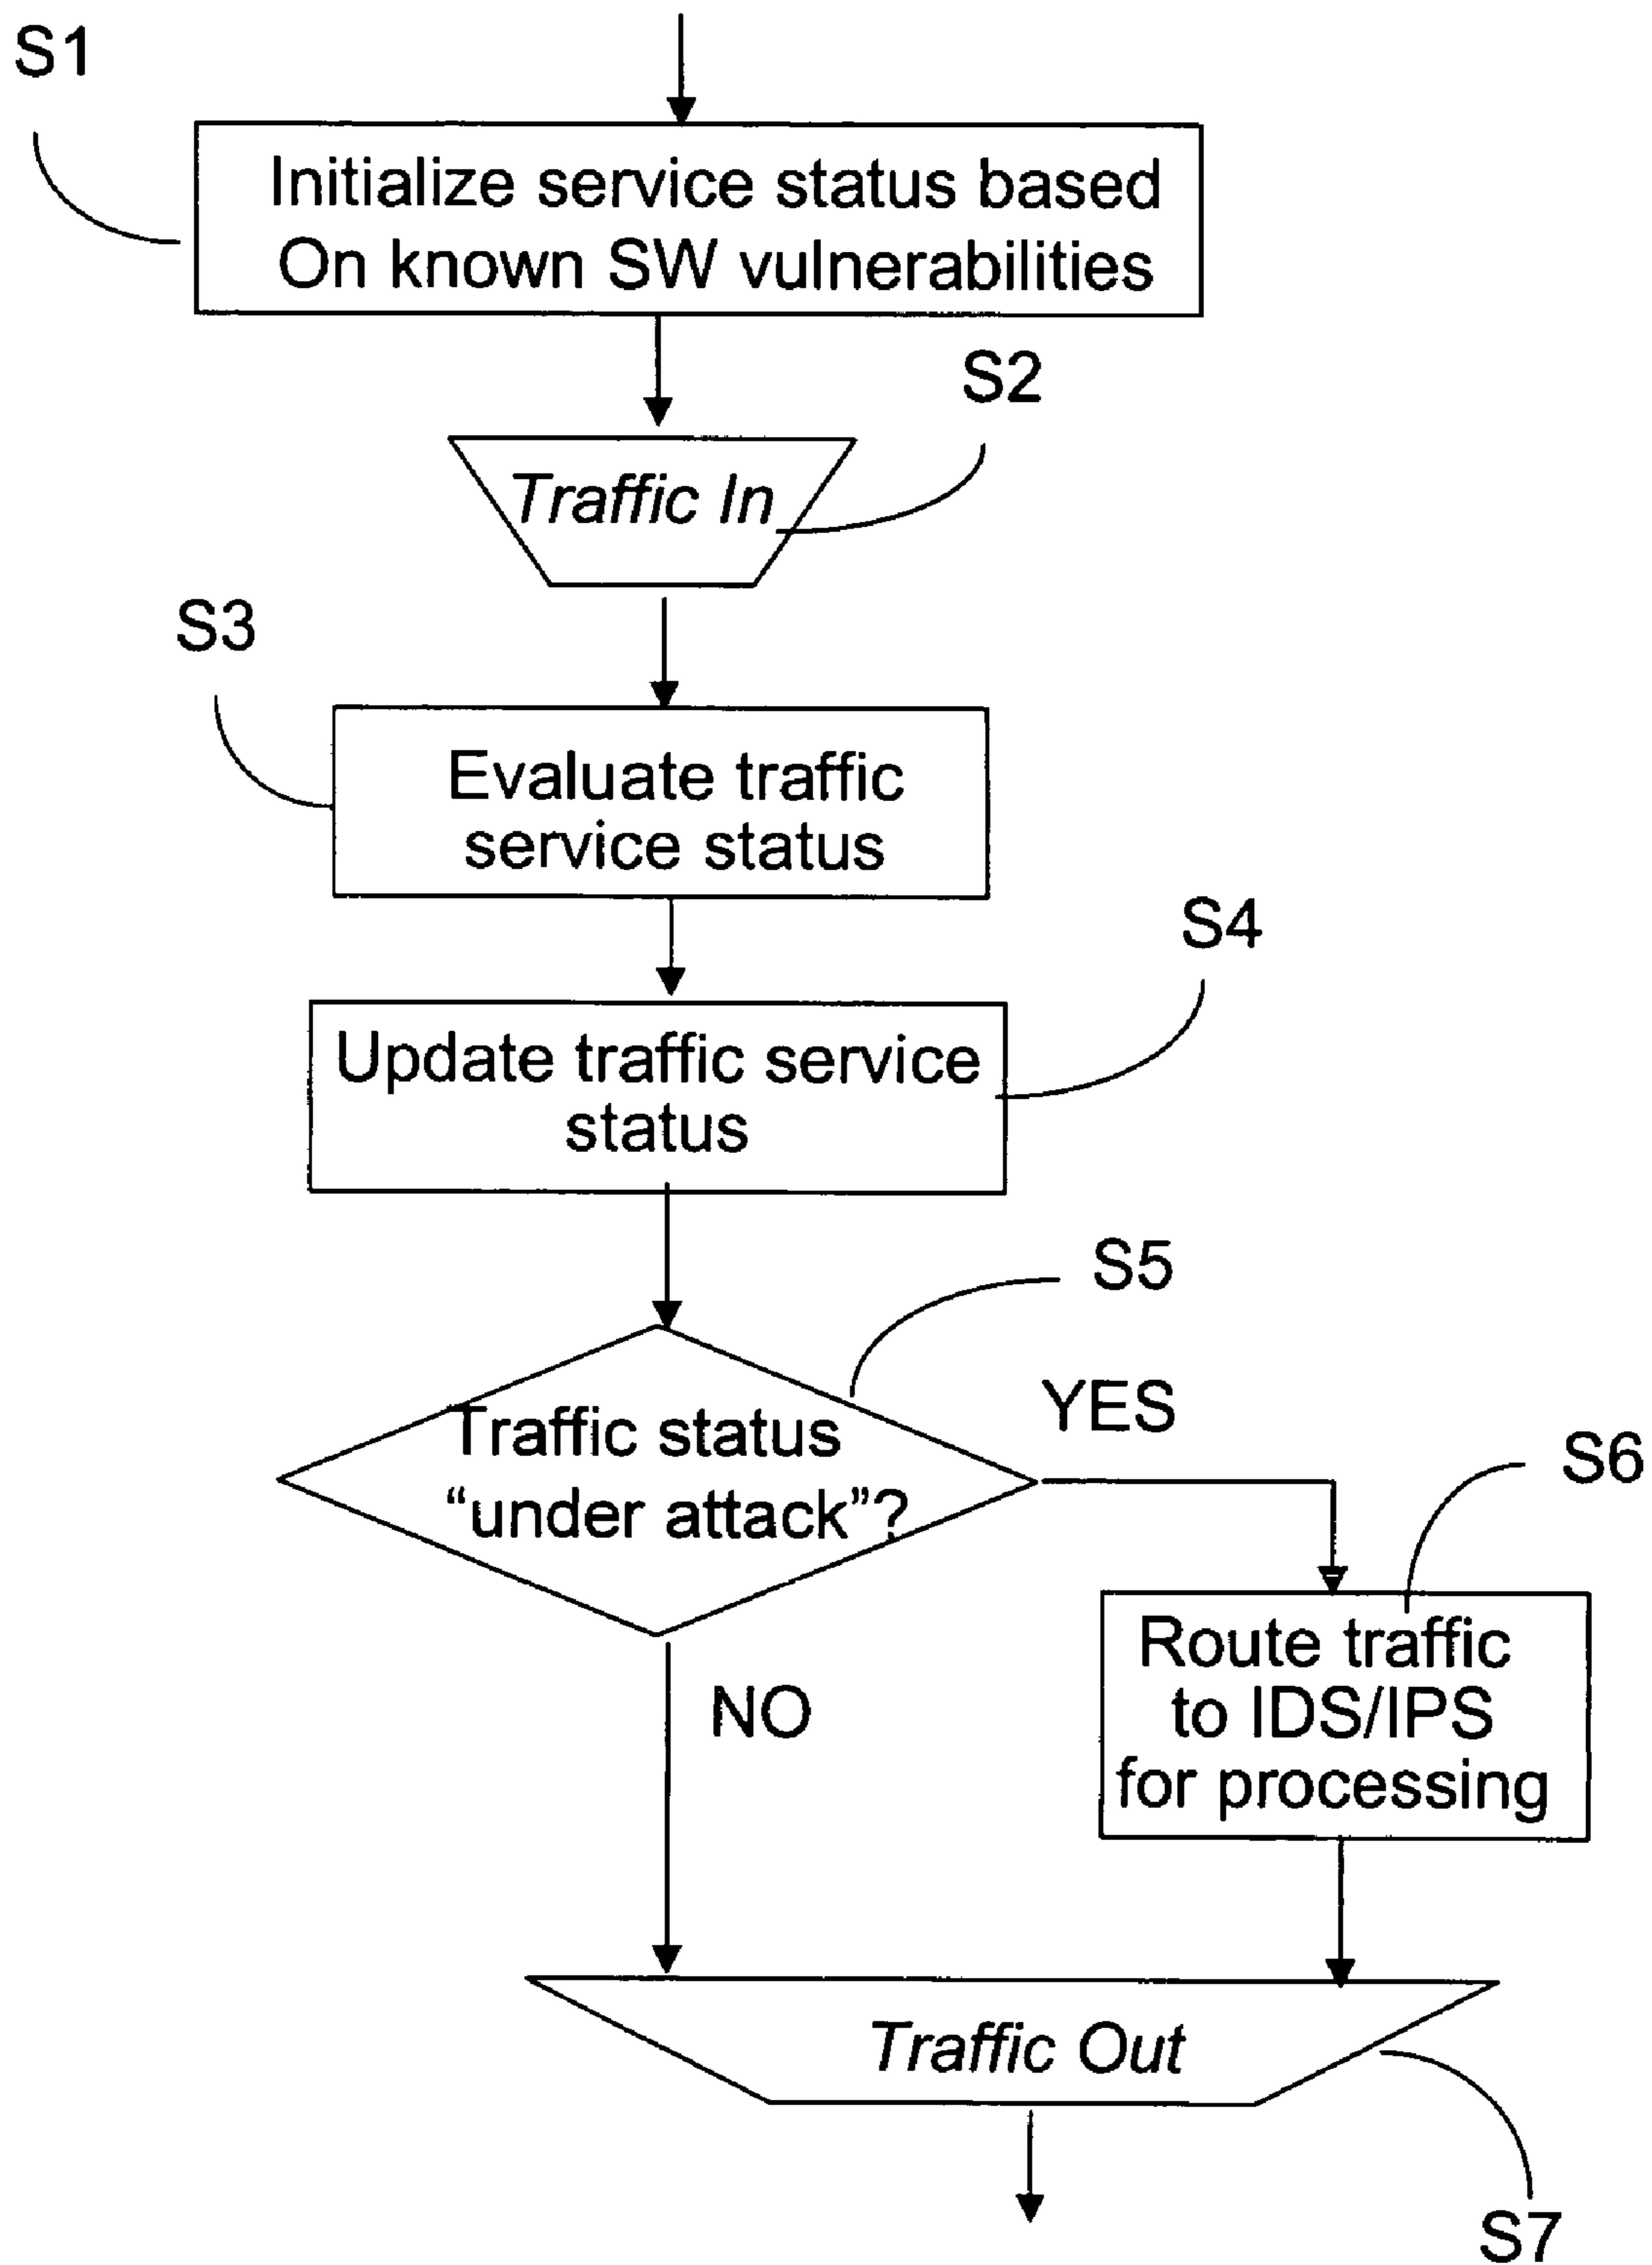 S1
Initialize service status based
On known SW vulnerabilities
S2
Traffic In
S3
Evaluate traffic
service status
S4
Update traffic service
status
S5
Traffic status
“under attack”?
YES
S6
Route traffic
to IDS/IPS
for processing
NO
Traffic Out
S7